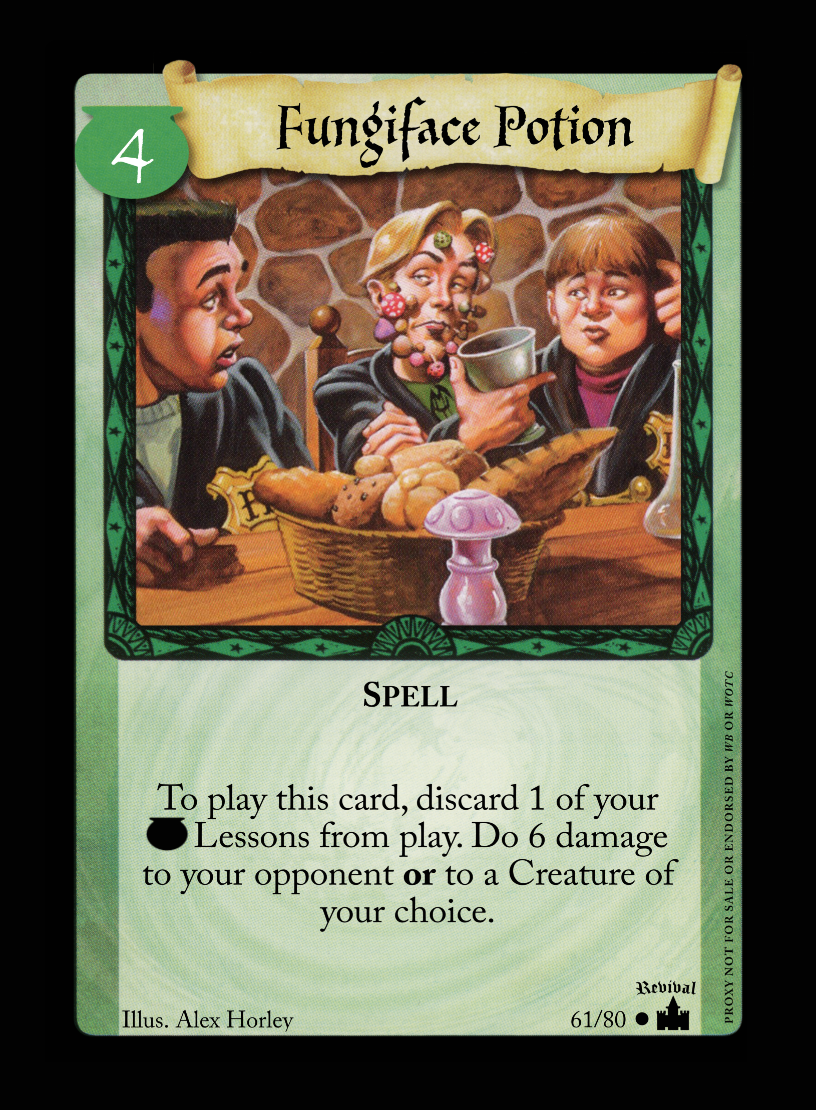 4
Fungiface Potion
H
SPELL
To play this card, discard 1 of your
Lessons from play. Do 6 damage
to your opponent or to a Creature of
your choice.
Illus. Alex Horley
61/80
Revival
PROXY NOT FOR SALE OR ENDORSED BY WB OR WOTC